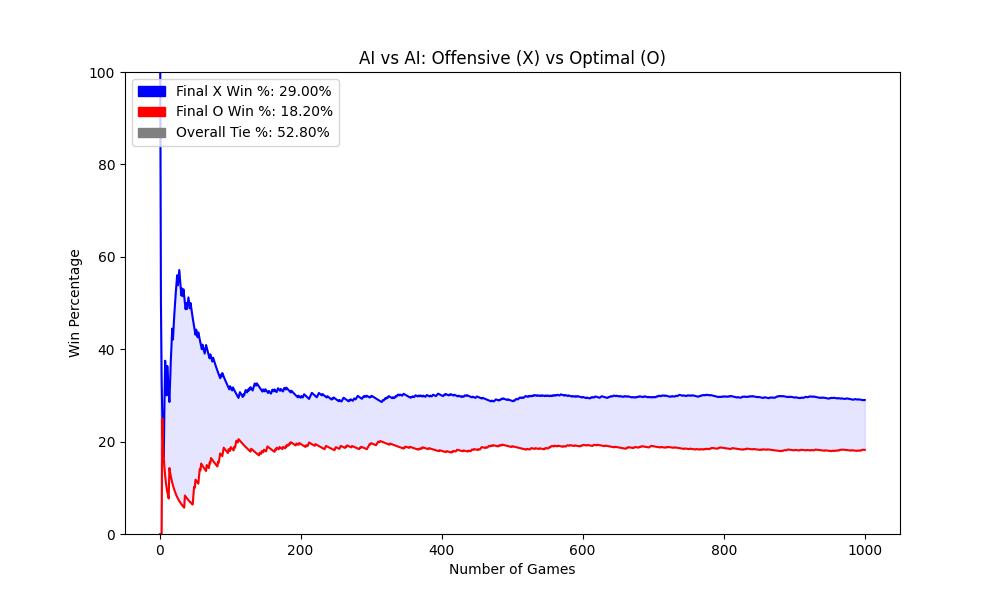 AI vs AI: Offensive (X) vs Optimal (O)
100
80
60
40
20
0
Win Percentage
Final X Win %: 29.00%
Final O Win %: 18.20%
Overall Tie %: 52.80%
0 200 400 600 800 1000
Number of Games